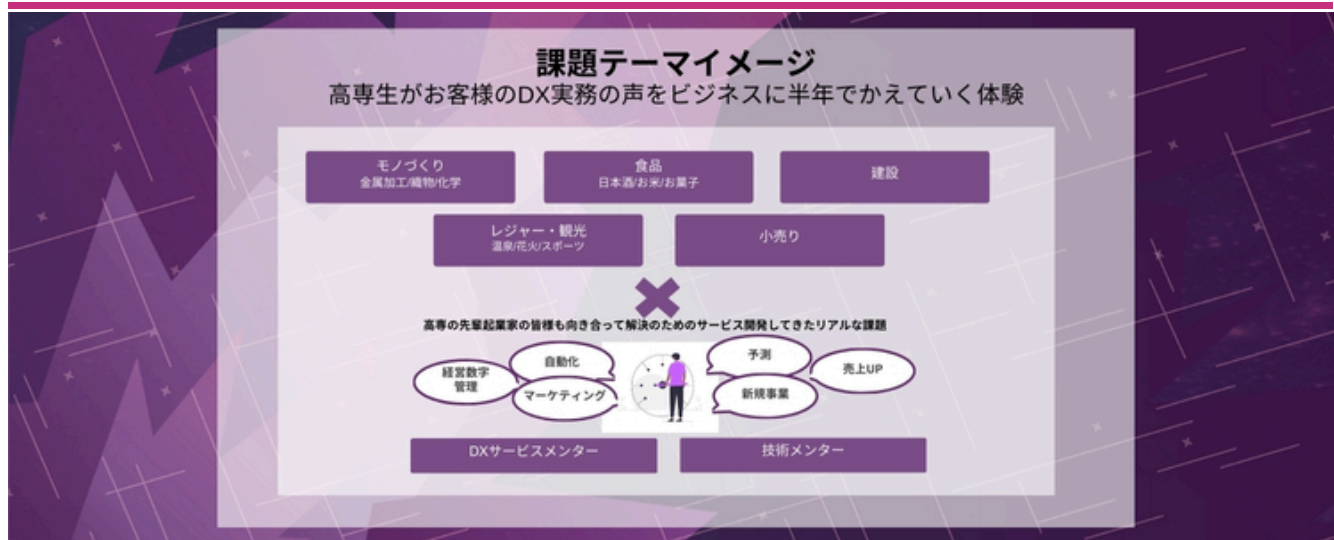 課題テーマイメージ
高専生がお客様のDX実務の声をビジネスに半年でかえていく体験
モノづくり
金属加工/織物/化学
食品
日本酒/お米/お菓子
建設
レジャー・観光
温泉/花火/スポーツ
小売り
高専の先輩起業家の皆様も向き合って解決のためのサービス開発してきたリアルな課題
経営数字
管理
自動化
マーケティング
予測
新規事業
売上UP
DXサービスメンター
技術メンター